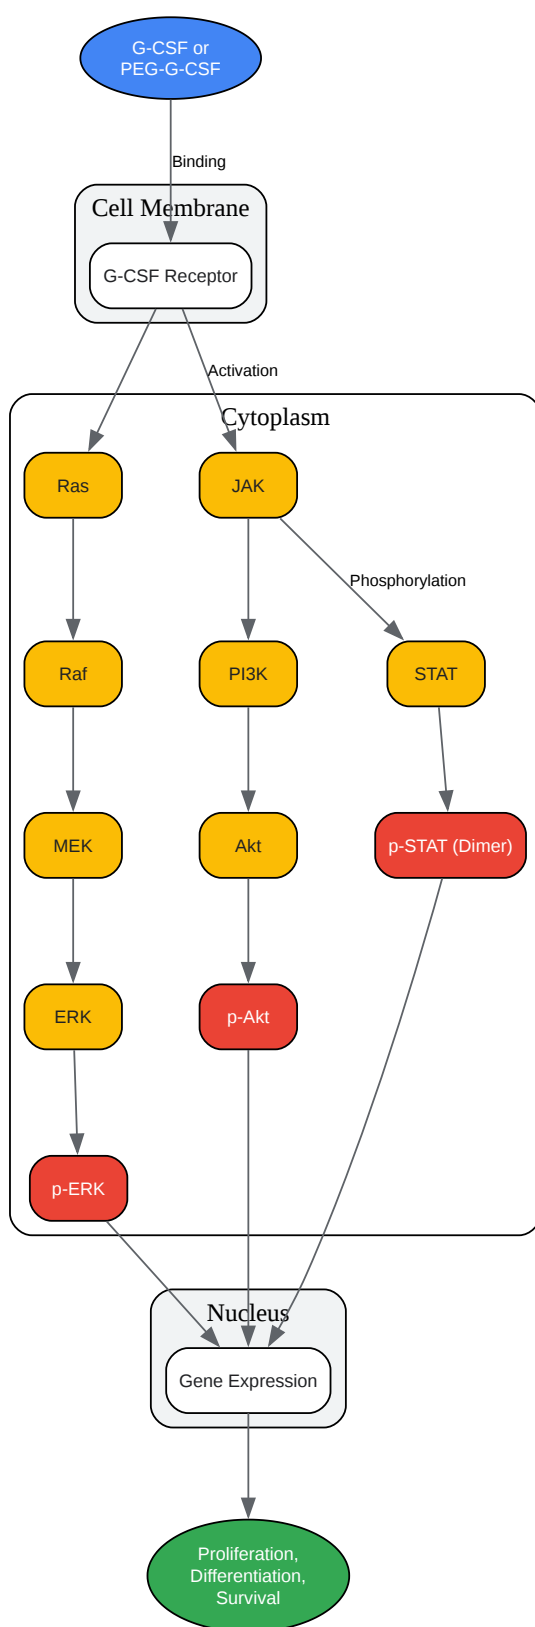 G-CSF or
PEG-G-CSF
Binding
Cell Membrane
G-CSF Receptor
Activation
Cytoplasm
Ras
JAK
Phosphorylation
Raf
PI3K
STAT
MEK
Akt
p-STAT (Dimer)
ERK
p-Akt
p-ERK
Nucleus
Gene Expression
Proliferation,
Differentiation,
Survival